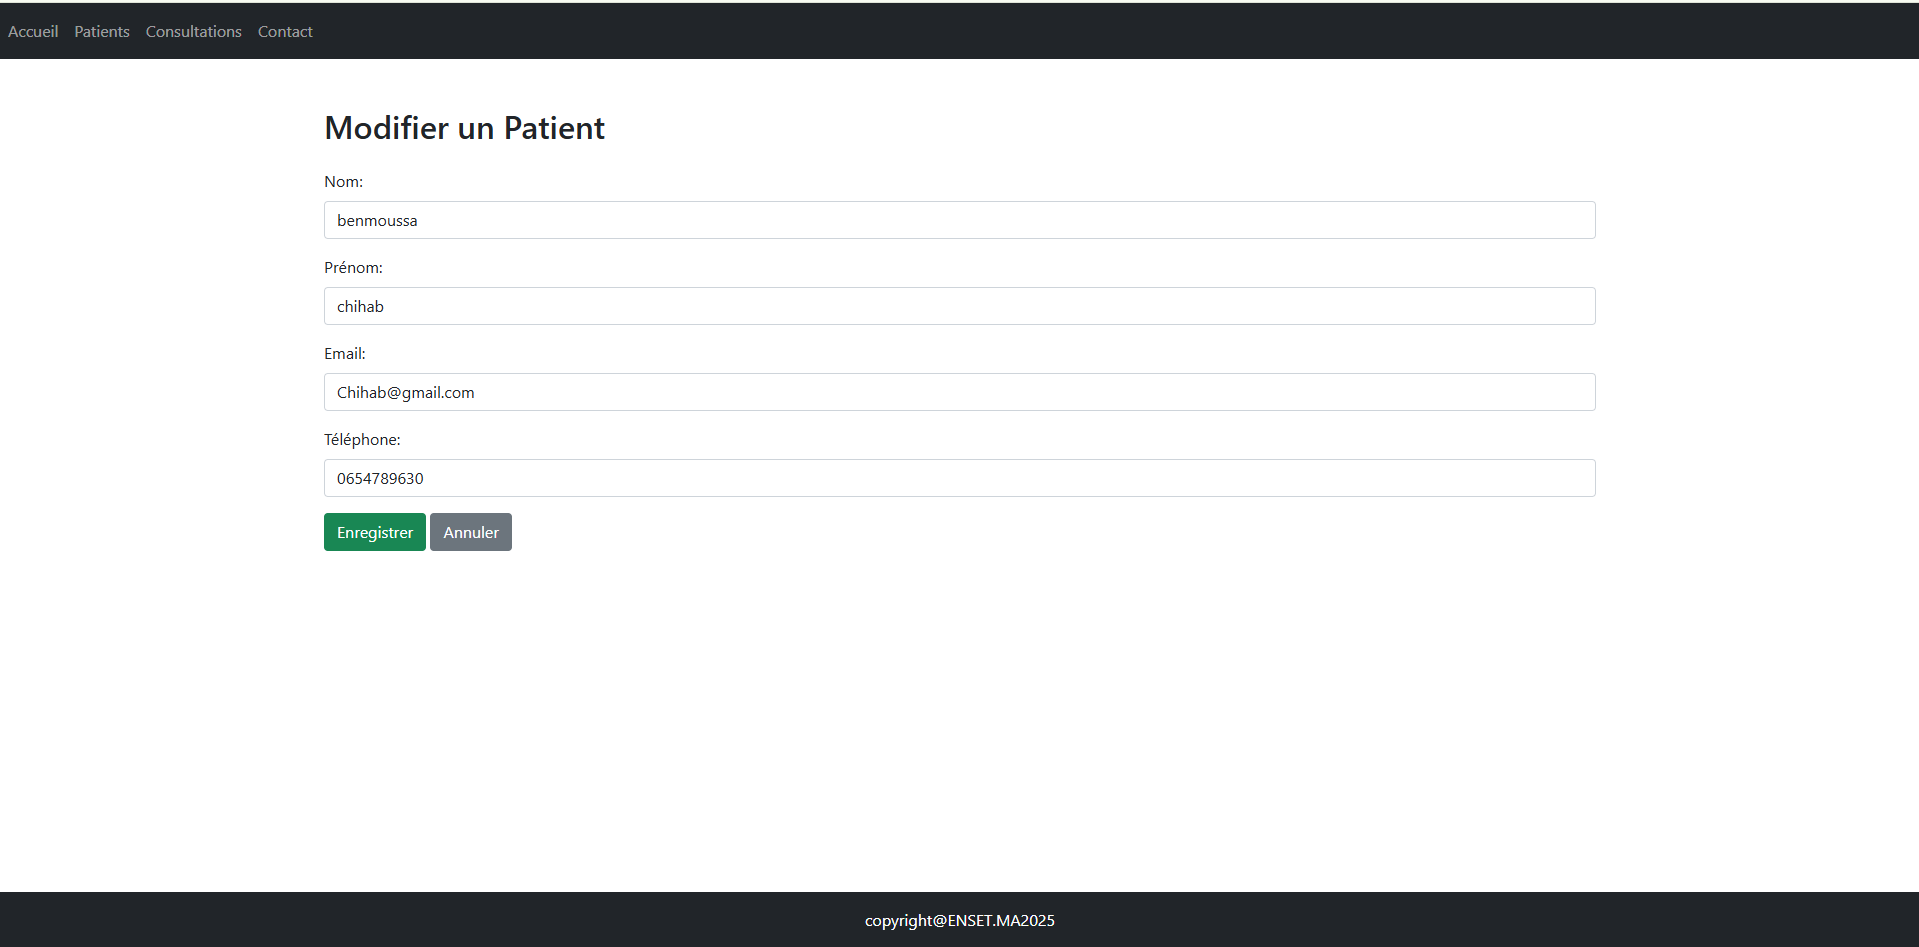 Accueil Patients Consultations Contact
Modifier un Patient
Nom:
benmoussa
Prénom:
chihab
Email:
Chihab@gmail.com
Téléphone:
0654789630
Enregistrer Annuler
copyright@ENSET.MA2025